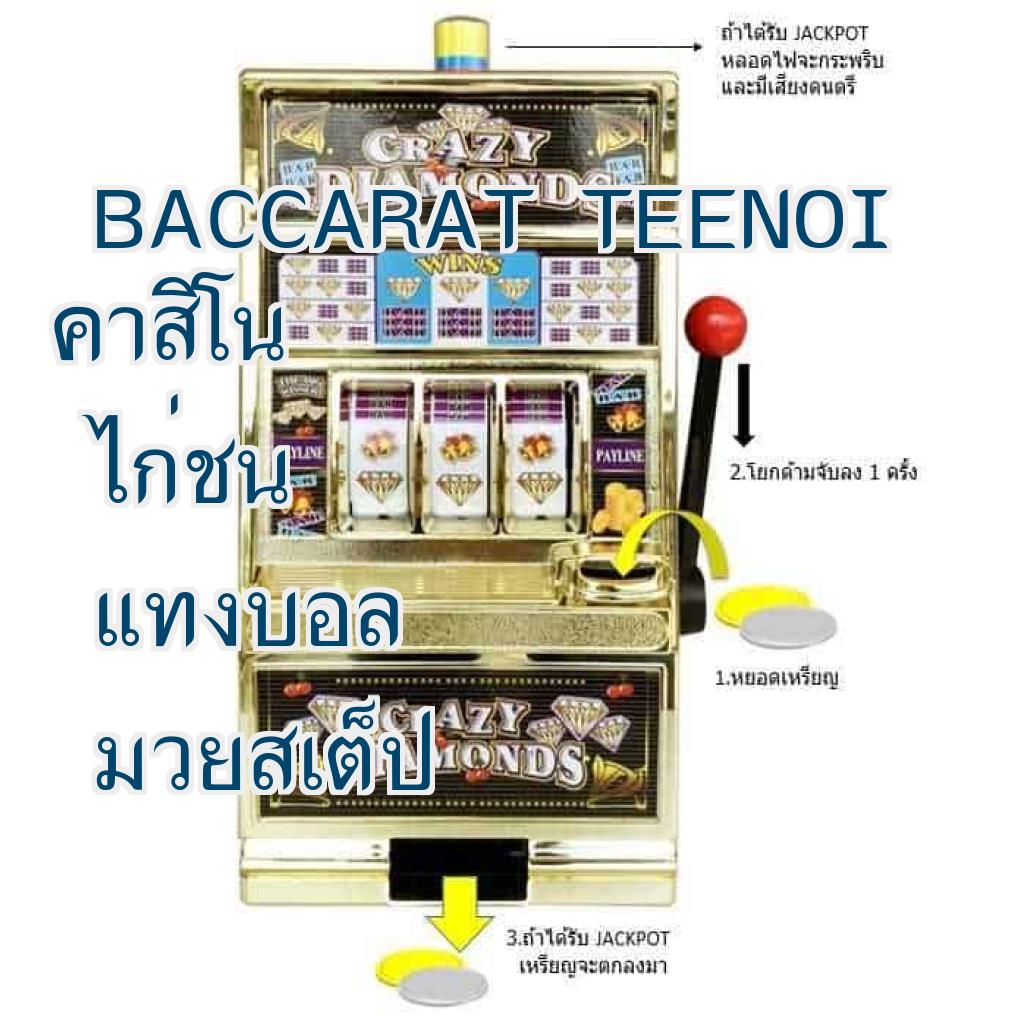 ถ้าได้รับ JACKPOT
หลอดไฟจะกระพริบ
และมีเสียงดนตรี
CRAZY
DIAMONDS
BACCARAT TEENOI
WINS
คาสิโน
ไก่ชน
PAYLINE
2.โยกด้ามจับลง 1 ครั้ง
แทงบอล
1.หยอดเหรียญ
CRAZY
DIAMONDS
มวยสเต็ป
3.ถ้าได้รับ JACKPOT
เหรียญจะตกลงมา